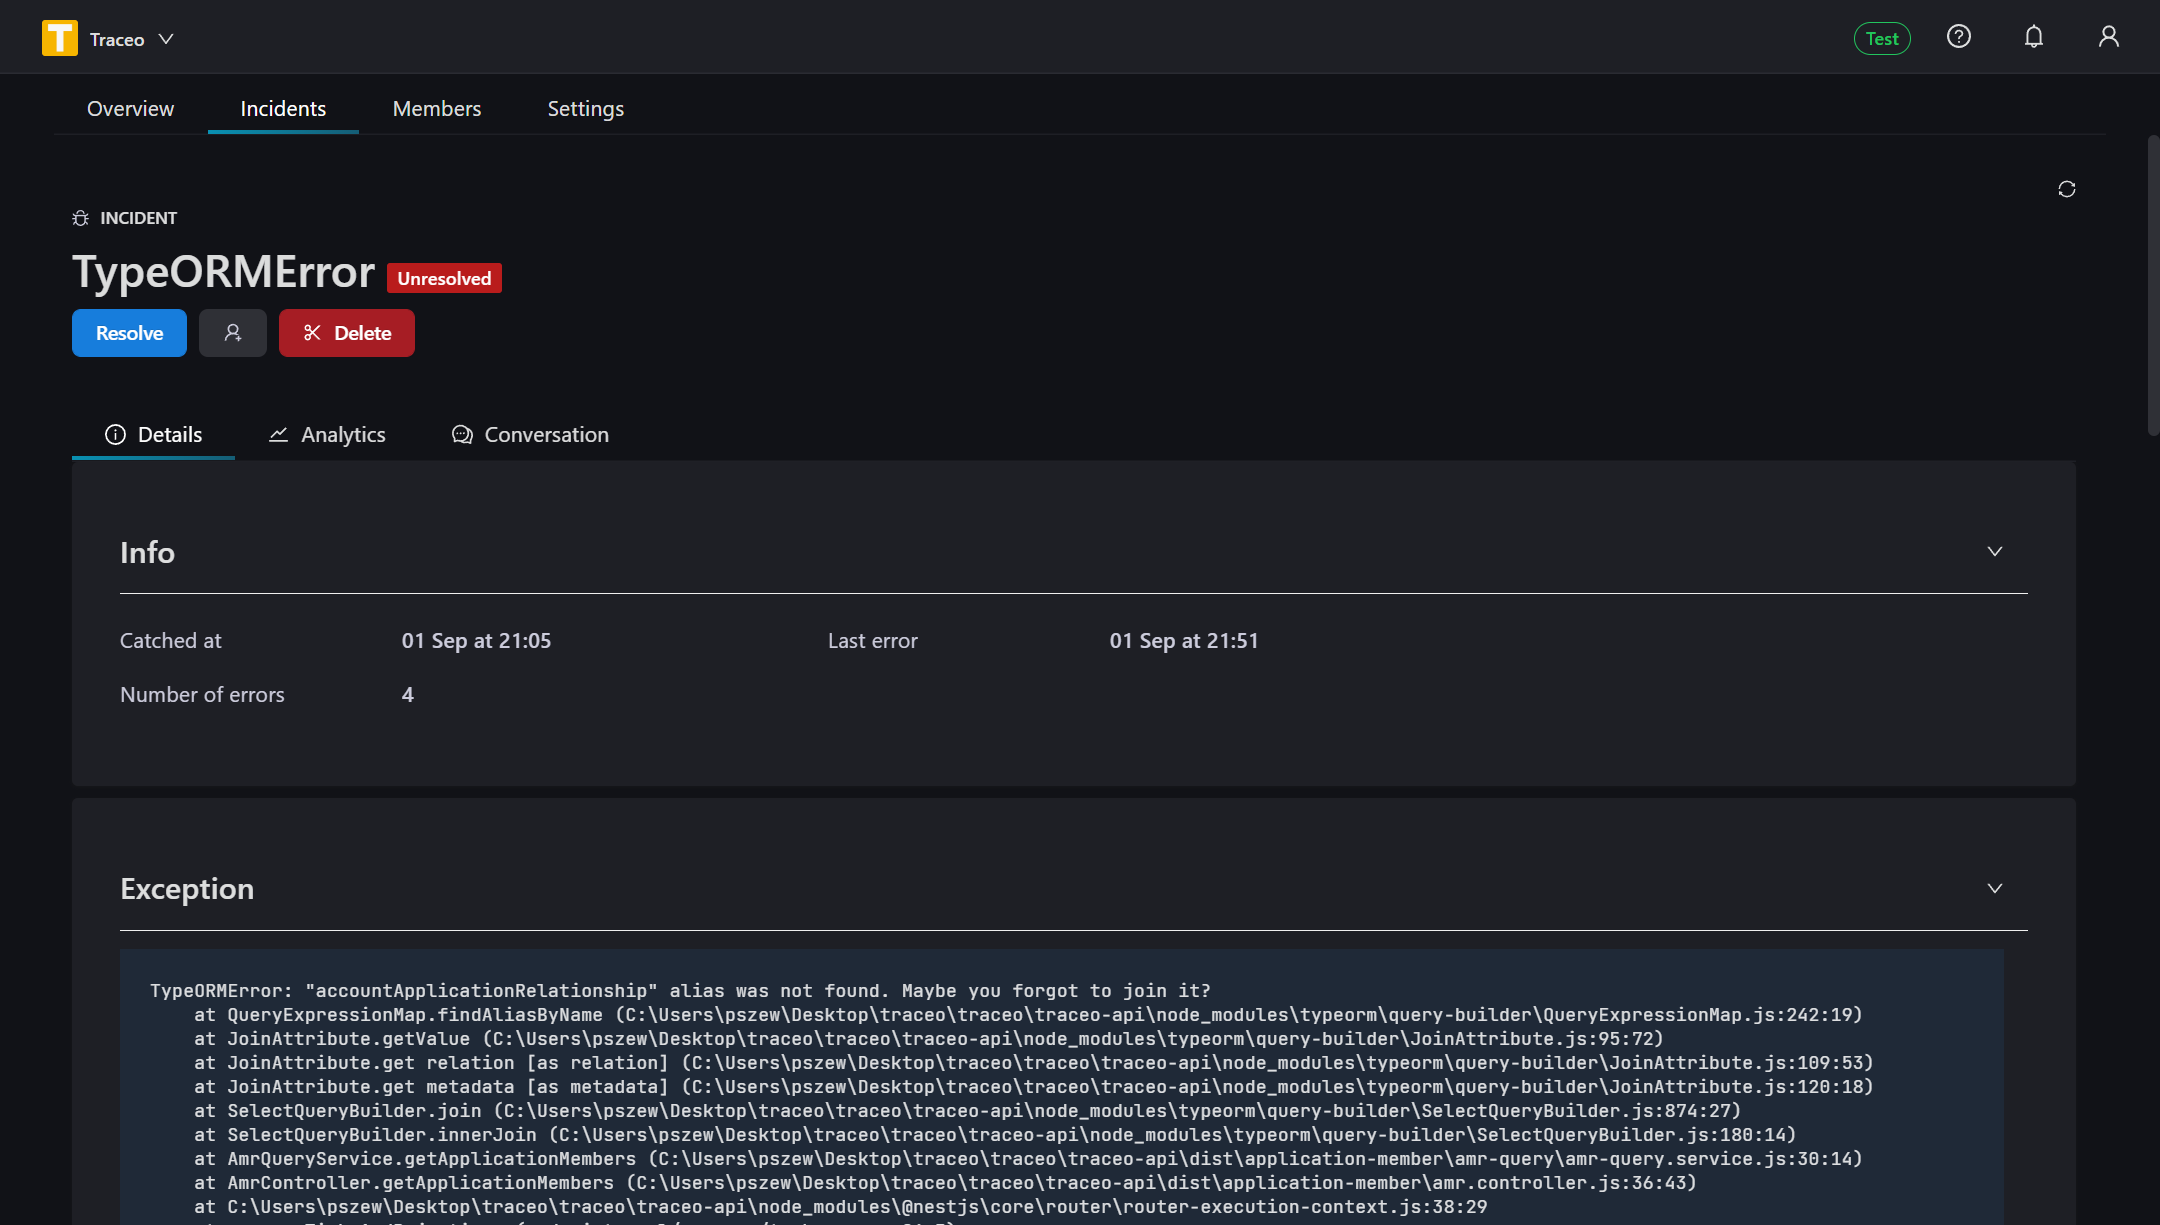 T Traceo
Test
Overview Incidents Members Settings
INCIDENT
TypeORMError Unresolved
Resolve Delete
Details Analytics Conversation
Info
Catched at 01 Sep at 21:05 Last error 01 Sep at 21:51
Number of errors 4
Exception
TypeORMError: "accountApplicationRelationship" alias was not found. Maybe you forgot to join it?
at QueryExpressionMap.findAliasByName (C:\Users\pszew\Desktop\traceo\traceo\traceo-api\node_modules\typeorm\query-builder\QueryExpressionMap.js:242:19)
at JoinAttribute.getValue (C:\Users\pszew\Desktop\traceo\traceo\traceo-api\node_modules\typeorm\query-builder\JoinAttribute.js:95:72)
at JoinAttribute.get relation [as relation] (C:\Users\pszew\Desktop\traceo\traceo\traceo-api\node_modules\typeorm\query-builder\JoinAttribute.js:109:53)
at JoinAttribute.get metadata [as metadata] (C:\Users\pszew\Desktop\traceo\traceo\traceo-api\node_modules\typeorm\query-builder\JoinAttribute.js:120:18)
at SelectQueryBuilder.join (C:\Users\pszew\Desktop\traceo\traceo\traceo-api\node_modules\typeorm\query-builder\SelectQueryBuilder.js:874:27)
at SelectQueryBuilder.innerJoin (C:\Users\pszew\Desktop\traceo\traceo\traceo-api\node_modules\typeorm\query-builder\SelectQueryBuilder.js:180:14)
at AmrQueryService.getApplicationMembers (C:\Users\pszew\Desktop\traceo\traceo\traceo-api\dist\application-member\amr-query\amr-query.service.js:30:14)
at AmrController.getApplicationMembers (C:\Users\pszew\Desktop\traceo\traceo\traceo-api\dist\application-member\amr.controller.js:36:43)
at C:\Users\pszew\Desktop\traceo\traceo\traceo-api\node_modules\@nestjs\core\router\router-execution-context.js:38:29